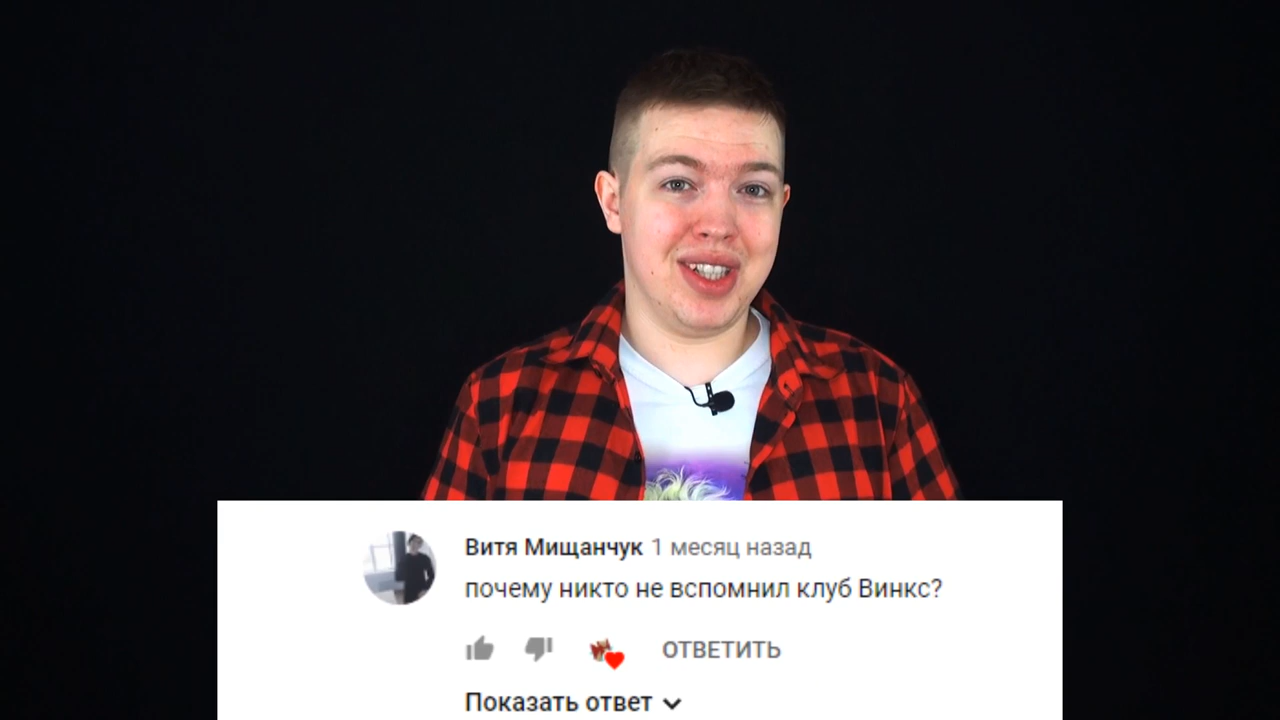 Витя Мищанчук 1 месяц назад
почему никто не вспомнил клуб Винкс?
ОТВЕТИТЬ
Показать ответ